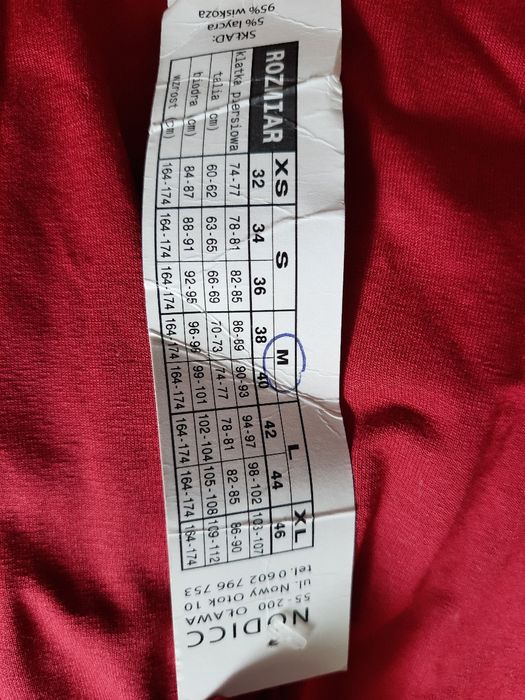 SKŁAD:
5% laycra
95% wiskoza
ROZMIAR XS S M L XL
32 34 36 38 40 42 44 46
klatka piersiowa 74-77 78-81 82-85 86-89 90-93 94-97 98-102 103-107
talia (cm) 60-62 63-65 66-69 70-73 74-77 78-81 82-85 86-90
biodra (cm) 84-87 88-91 92-95 96-99 99-101 102-104 105-108 109-112
wzrost (cm) 164-174 164-174 164-174 164-174 164-174 164-174 164-174 164-174
NODICC
55-200 OŁAWA
ul. Nowy Otok 10
tel. 0 602 796 753